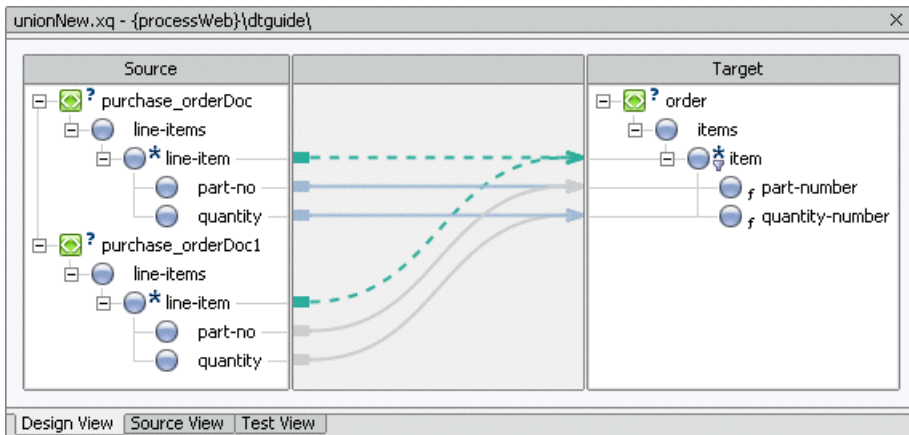 unionNew.xq - {processWeb}\dtguide\
Source
Target
purchase_orderDoc
line-items
* line-item
part-no
quantity
purchase_orderDoc1
line-items
* line-item
part-no
quantity
? order
items
* item
f part-number
f quantity-number
Design View
Source View
Test View